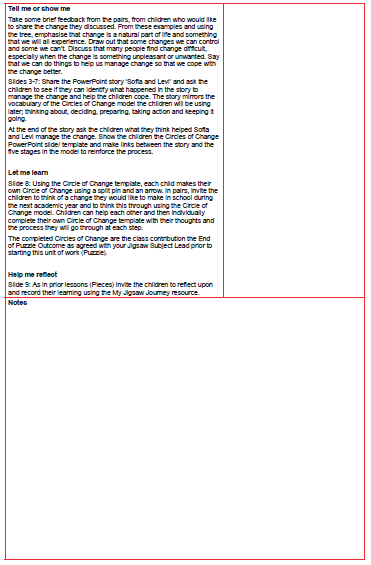 Tell me or show me
Take some brief feedback from the pairs, from children who would like
to share the change they discussed. From these examples and using
the tree, emphasise that change is a natural part of life and something
that we will all experience. Draw out that some changes we can control
and some we can't. Discuss that many people find change difficult,
especially when the change is something unpleasant or unwanted. Say
that we can do things to help us manage change so that we cope with
the change better.
Slides 3-7: Share the PowerPoint story 'Sofia and Levi' and ask the
children to see if they can identify what happened in the story to
manage the change and help the children cope. The story mirrors the
vocabulary of the Circles of Change model the children will be using
later; thinking about, deciding, preparing, taking action and keeping it
going.
At the end of the story ask the children what they think helped Sofia
and Levi manage the change. Show the children the Circles of Change
PowerPoint slide/ template and make links between the story and the
five stages in the model to reinforce the process.
Let me learn
Slide 8: Using the Circle of Change template, each child makes their
own Circle of Change using a split pin and an arrow. In pairs, invite the
children to think of a change they would like to make in school during
the next academic year and to think this through using the Circle of
Change model. Children can help each other and then individually
complete their own Circle of Change template with their thoughts and
the process they will go through at each step.
The completed Circles of Change are the class contribution the End
of Puzzle Outcome as agreed with your Jigsaw Subject Lead prior to
starting this unit of work (Puzzle).
Help me reflect
Slide 9: As in prior lessons (Pieces) invite the children to reflect upon
and record their learning using the My Jigsaw Journey resource.
Notes